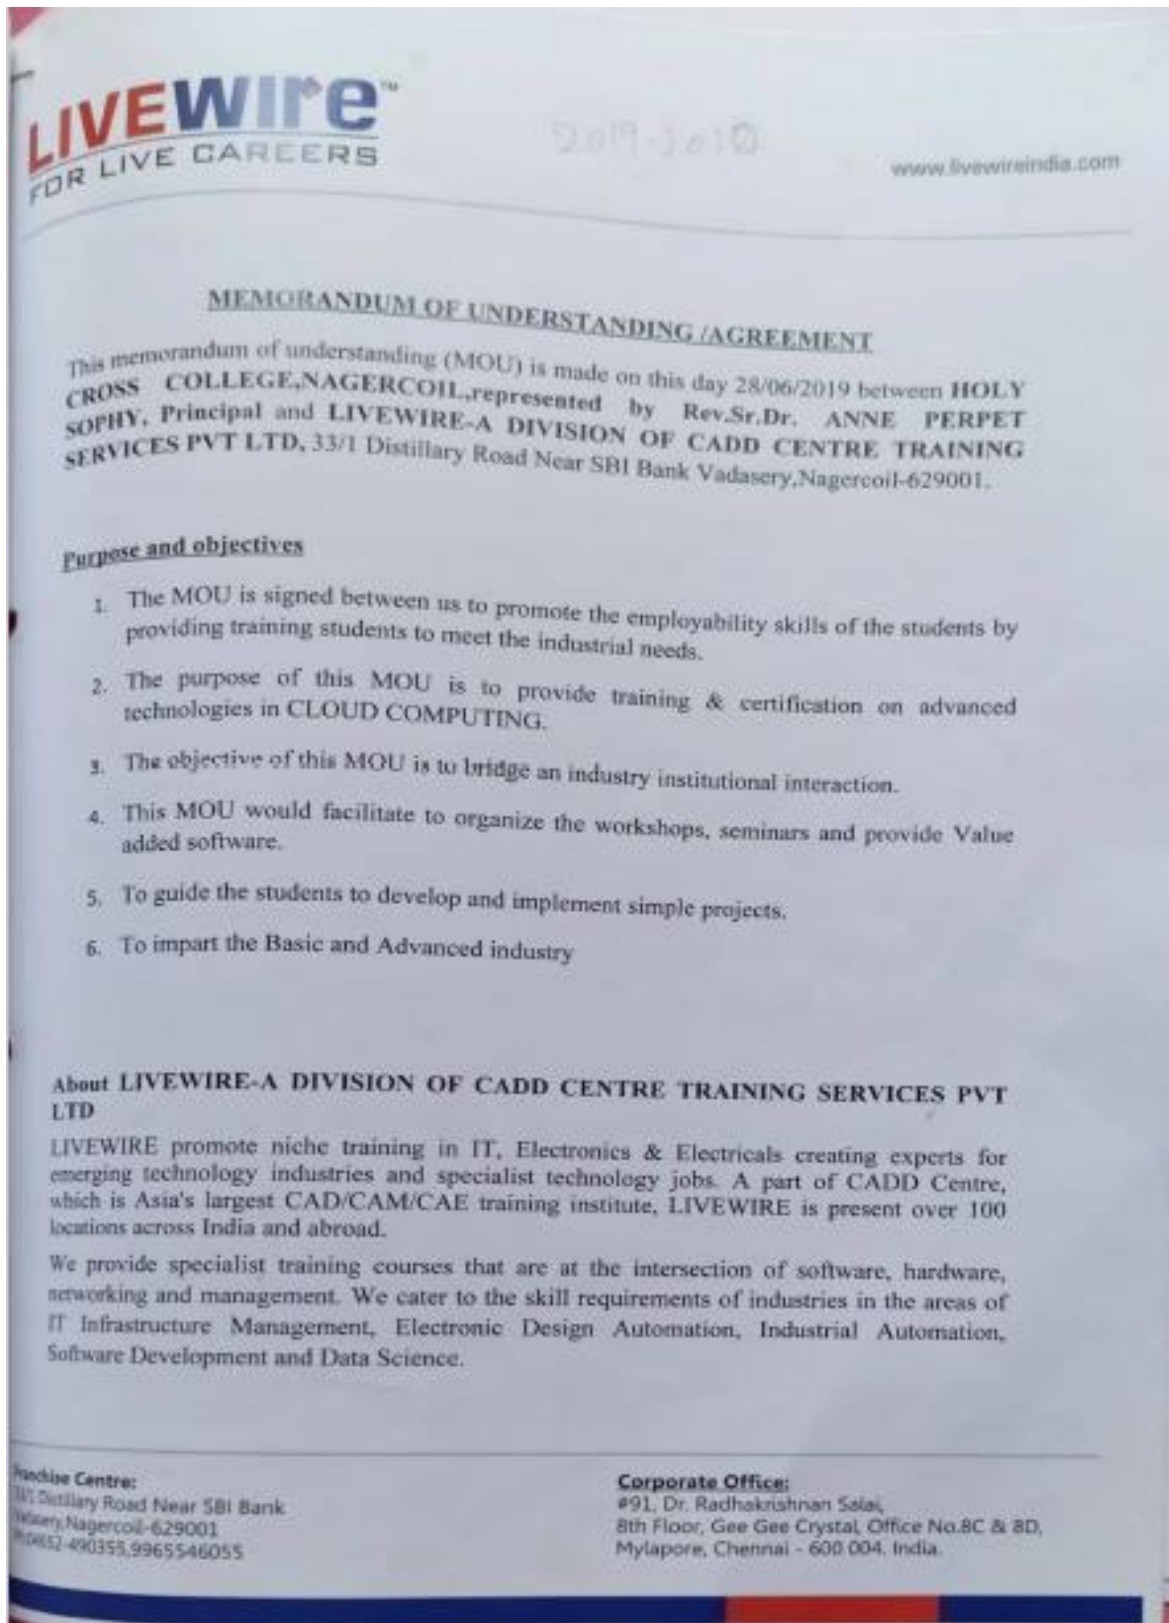 LIVEWIRE™
FOR LIVE CAREERS
www.livewireindia.com
MEMORANDUM OF UNDERSTANDING /AGREEMENT
This memorandum of understanding (MOU) is made on this day 28/06/2019 between HOLY
CROSS COLLEGE,NAGERCOIL,represented by Rev.Sr.Dr. ANNE PERPET
SOPHY, Principal and LIVEWIRE-A DIVISION OF CADD CENTRE TRAINING
SERVICES PVT LTD, 33/1 Distillary Road Near SBI Bank Vadasery,Nagercoil-629001.
Purpose and objectives
1. The MOU is signed between us to promote the employability skills of the students by
providing training students to meet the industrial needs.
2. The purpose of this MOU is to provide training & certification on advanced
technologies in CLOUD COMPUTING.
3. The objective of this MOU is to bridge an industry institutional interaction.
4. This MOU would facilitate to organize the workshops, seminars and provide Value
added software.
5. To guide the students to develop and implement simple projects.
6. To impart the Basic and Advanced industry
About LIVEWIRE-A DIVISION OF CADD CENTRE TRAINING SERVICES PVT
LTD
LIVEWIRE promote niche training in IT, Electronics & Electricals creating experts for
emerging technology industries and specialist technology jobs. A part of CADD Centre,
which is Asia's largest CAD/CAM/CAE training institute, LIVEWIRE is present over 100
locations across India and abroad.
We provide specialist training courses that are at the intersection of software, hardware,
networking and management. We cater to the skill requirements of industries in the areas of
IT Infrastructure Management, Electronic Design Automation, Industrial Automation,
Software Development and Data Science.
Centre:
Distillary Road Near SBI Bank
Nagercoil-629001
490355,9965546055
Corporate Office:
#91, Dr. Radhakrishnan Salai,
8th Floor, Gee Gee Crystal, Office No.8C & 8D,
Mylapore, Chennai - 600 004. India.